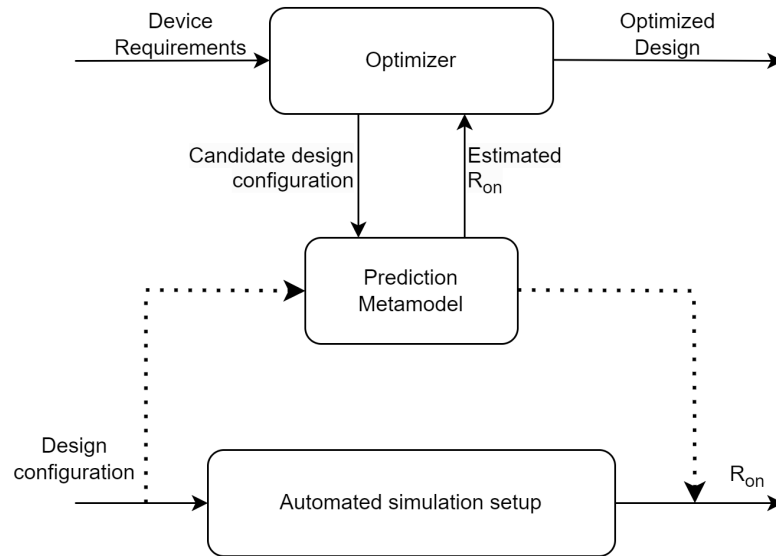 Device
Requirements
Optimizer
Optimized
Design
Candidate design
configuration
Estimated
Ron
Prediction
Metamodel
Design
configuration
Automated simulation setup
Ron